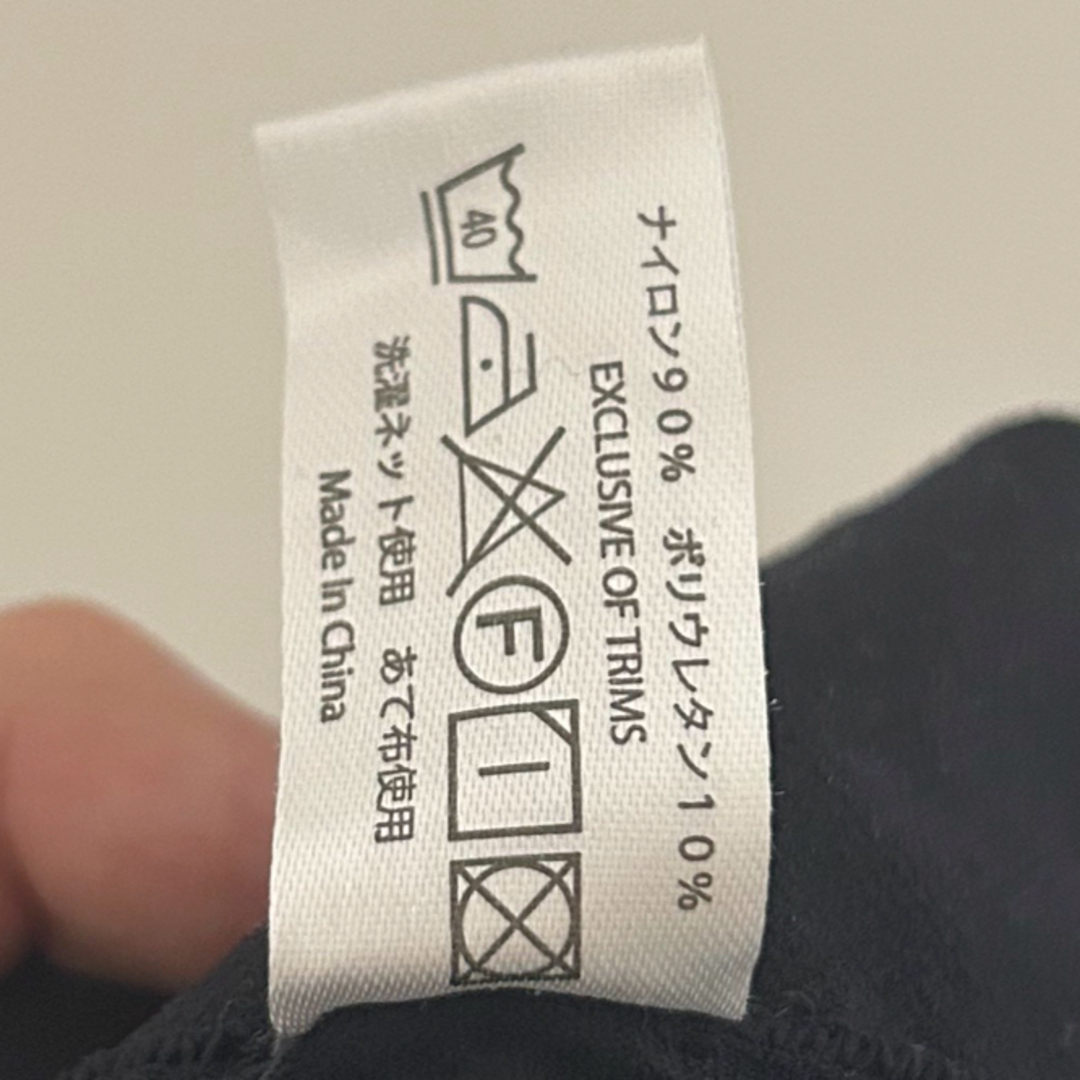 ナイロン90% ポリウレタン10%
EXCLUSIVE OF TRIMS
40 F
洗濯ネット使用 あて布使用
Made In China